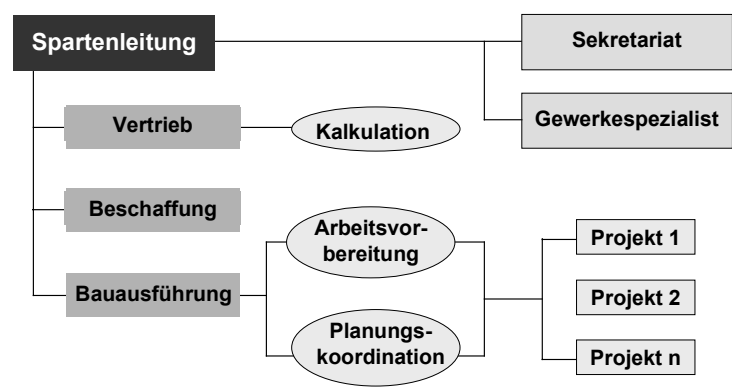 Spartenleitung
Sekretariat
Gewerkespezialist
Vertrieb
Kalkulation
Beschaffung
Bauausführung
Arbeitsvor-
bereitung
Planungs-
koordination
Projekt 1
Projekt 2
Projekt n